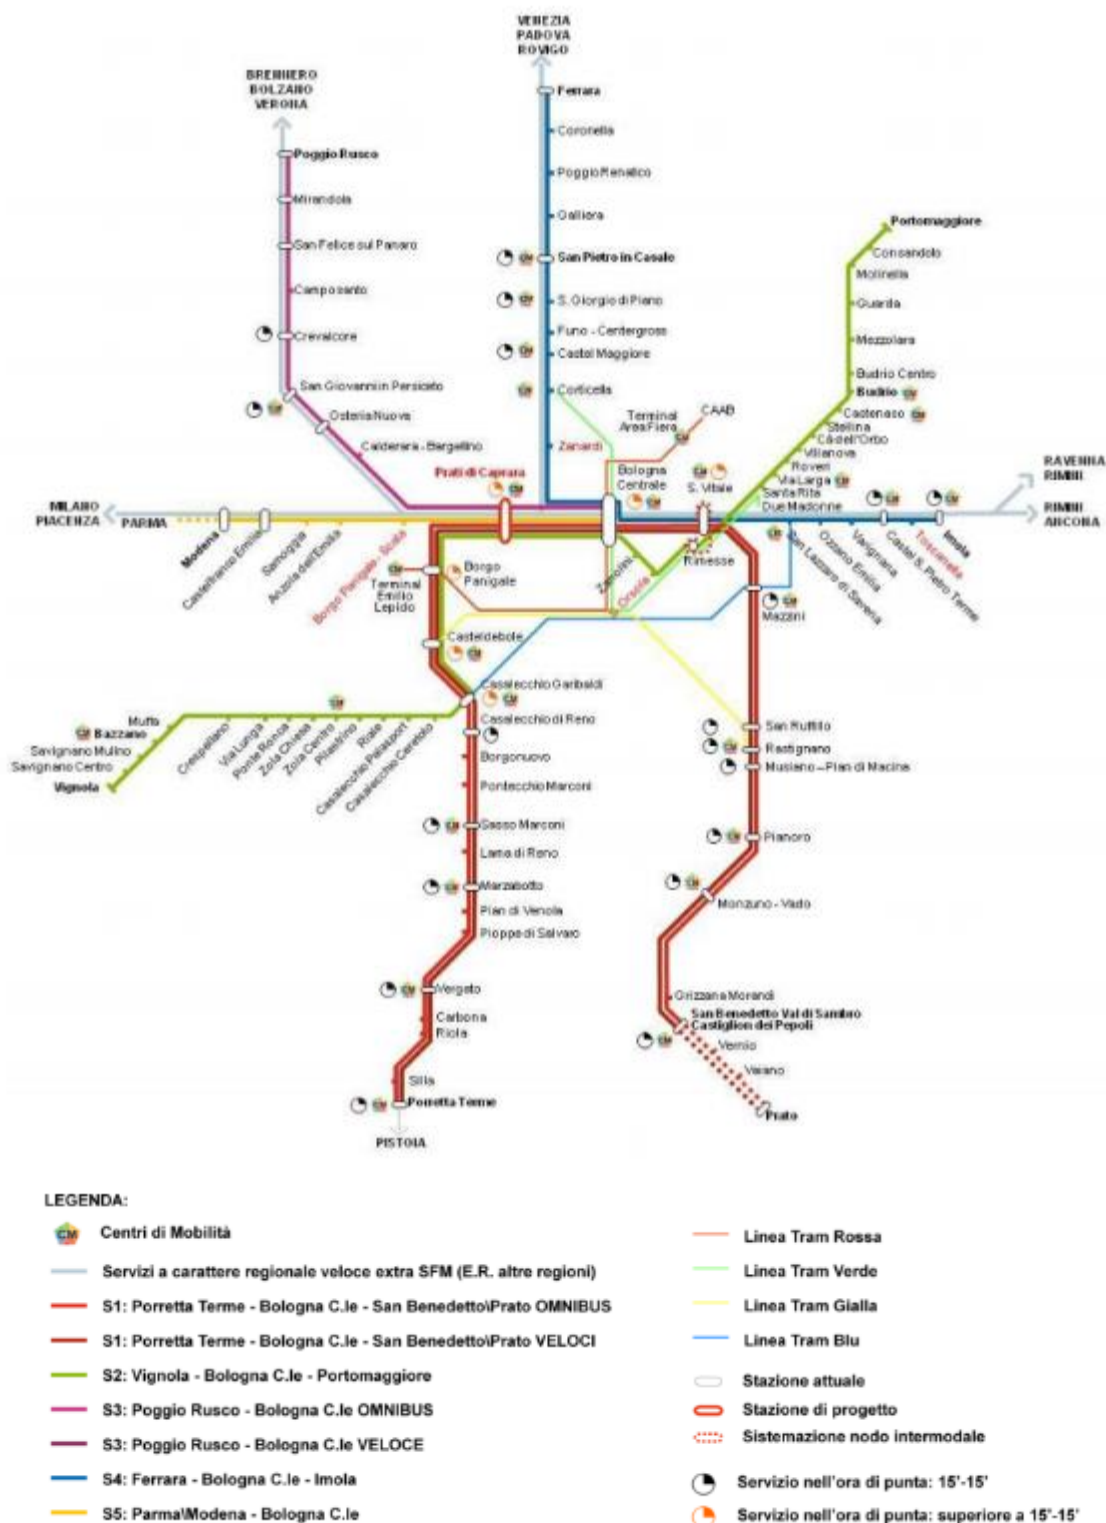 VENEZIA
PADOVA
ROVIGO
BRENNERO
BOLZANO
VERONA
Ferrara
Coronella
Poggio Renatico
Galliera
San Pietro in Casale
S. Giorgio di Piano
Funo - Centergross
Castel Maggiore
Corticella
Zanardi
Poggio Rusco
Mirandola
San Felice sul Panaro
Camposanto
Crevalcore
San Giovanni in Persiceto
Osteria Nuova
Calderara - Bargellino
Prati di Caprara
Portomaggiore
Consandolo
Molinella
Guarda
Mezzolara
Budrio Centro
Budrio
Castenaso
Stellina
Cà dell'Orbo
Villanova
Roveri
Via Larga
Santa Rita
Due Madonne
CAAB
Terminal
Area Fiera
Bologna
Centrale
S. Vitale
RAVENNA
RIMINI
RIMINI
ANCONA
MILANO
PIACENZA
PARMA
Modena
Castelfranco Emilia
Samoggia
Anzola dell'Emilia
Borgo Panigale - Scala
Terminal
Emilio
Lepido
Borgo
Panigale
Zanolini
Rimesse
S. Orsola
San Lazzaro di Savena
Ozzano Emilia
Varignana
Castel S. Pietro Terme
Toscanella
Imola
Mazzini
Casteldebole
Casalecchio Garibaldi
Casalecchio di Reno
Borgonuovo
Pontecchio Marconi
Sasso Marconi
Lama di Reno
Marzabotto
Pian di Venola
Pioppe di Salvaro
Vergato
Carbona
Riola
Silla
Porretta Terme
PISTOIA
Muffa
Bazzano
Savignano Mulino
Savignano Centro
Vignola
Crespellano
Via Lunga
Ponte Ronca
Zola Chiesa
Zola Centro
Pilastrino
Riale
Casalecchio Palasport
Casalecchio Ceretolo
San Ruffillo
Rastignano
Musiano - Pian di Macina
Pianoro
Monzuno - Vado
Grizzana Morandi
San Benedetto Val di Sambro
Castiglion dei Pepoli
Vernio
Vaiano
Prato
LEGENDA:
CM Centri di Mobilità
Servizi a carattere regionale veloce extra SFM (E.R. altre regioni)
S1: Porretta Terme - Bologna C.le - San Benedetto\Prato OMNIBUS
S1: Porretta Terme - Bologna C.le - San Benedetto\Prato VELOCI
S2: Vignola - Bologna C.le - Portomaggiore
S3: Poggio Rusco - Bologna C.le OMNIBUS
S3: Poggio Rusco - Bologna C.le VELOCE
S4: Ferrara - Bologna C.le - Imola
S5: Parma\Modena - Bologna C.le
Linea Tram Rossa
Linea Tram Verde
Linea Tram Gialla
Linea Tram Blu
Stazione attuale
Stazione di progetto
Sistemazione nodo intermodale
Servizio nell'ora di punta: 15'-15'
Servizio nell'ora di punta: superiore a 15'-15'